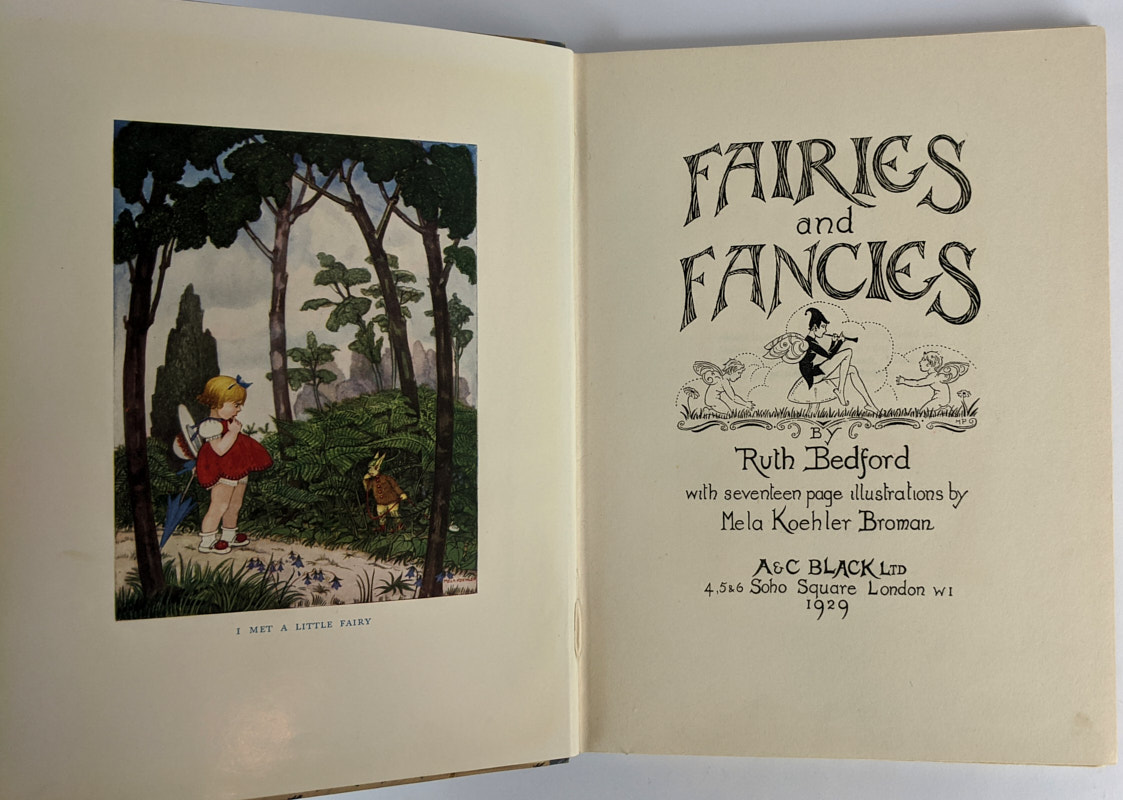 I MET A LITTLE FAIRY
FAIRIES
and
FANCIES
BY
Ruth Bedford
with seventeen page illustrations by
Mela Koehler Broman
A & C BLACK LTD
4, 5 & 6 Soho Square London W1
1929